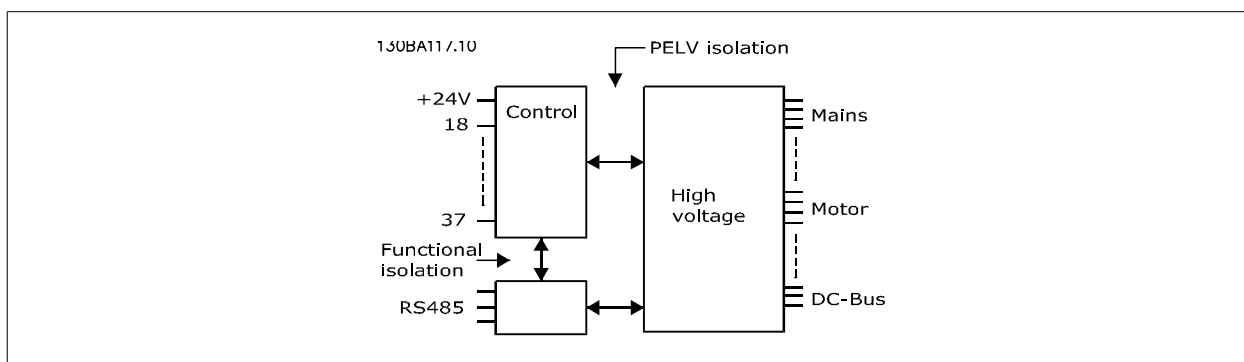 130BA117.10
PELV isolation
+24V
Control
18
Mains
High
voltage
37
Motor
Functional
isolation
RS485
DC-Bus